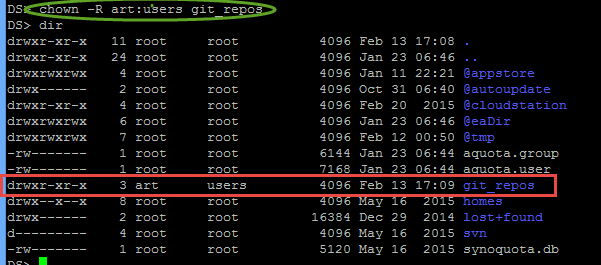 DS> chown -R art:users git_repos
DS> dir
drwxr-xr-x 11 root root 4096 Feb 13 17:08 .
drwxr-xr-x 24 root root 4096 Jan 23 06:44 ..
drwxrwxrwx 4 root root 4096 Jan 11 22:21 @appstore
drwx------ 2 root root 4096 Oct 31 06:40 @autoupdate
drwxr-xr-x 4 root root 4096 Feb 20 2015 @cloudstation
drwxrwxrwx 6 root root 4096 Jan 23 06:44 @eaDir
drwxrwxrwx 7 root root 4096 Feb 12 00:50 @tmp
-rw------- 1 root root 6144 Jan 23 06:44 aquota.group
-rw------- 1 root root 7168 Jan 23 06:44 aquota.user
drwxr-xr-x 3 art users 4096 Feb 13 17:09 git_repos
drwx--x--x 8 root root 4096 May 16 2015 homes
drwx------ 2 root root 16384 Dec 29 2014 lost+found
d--------- 4 root root 4096 May 16 2015 svn
-rw------- 1 root root 5120 May 16 2015 synoquota.db
DS>